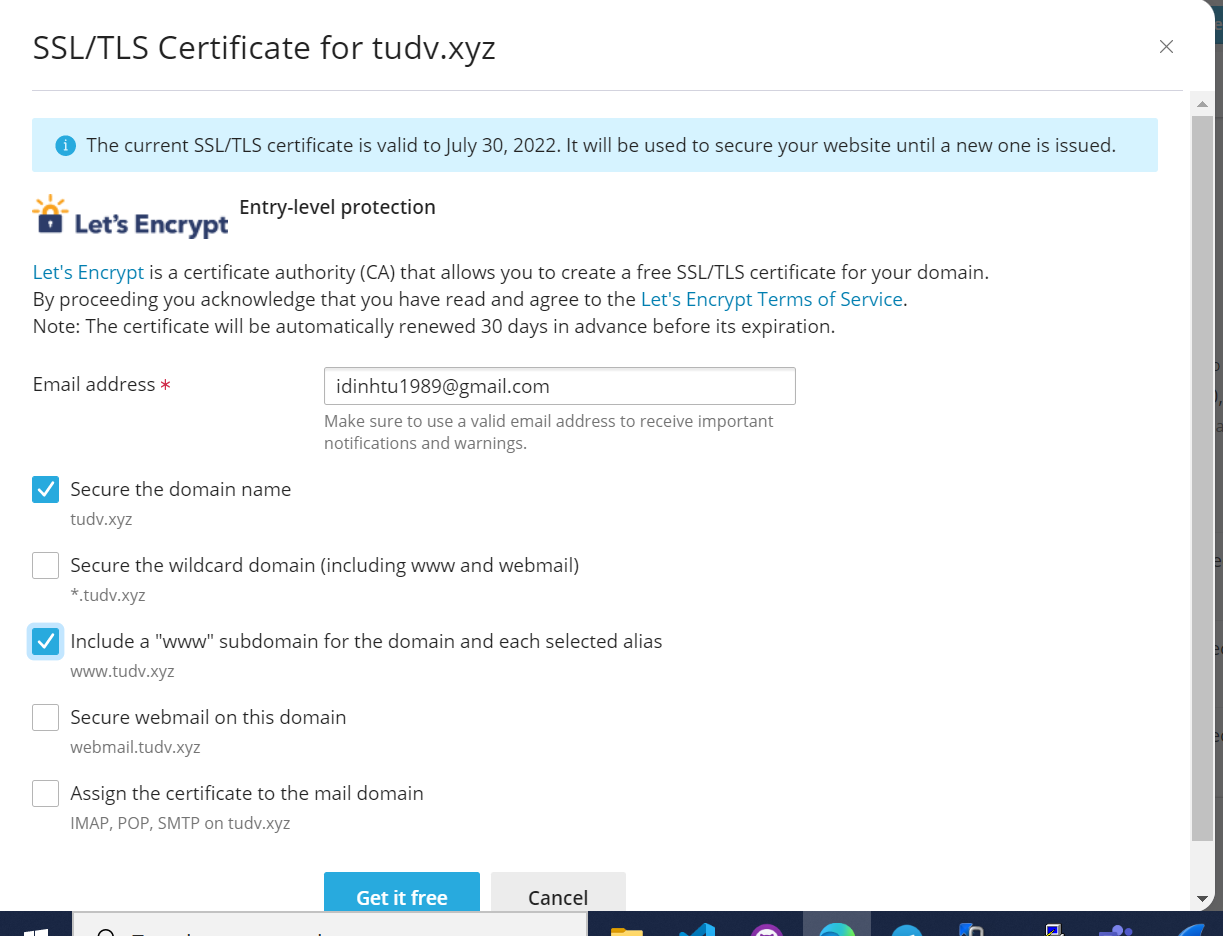 SSL/TLS Certificate for tudv.xyz
The current SSL/TLS certificate is valid to July 30, 2022. It will be used to secure your website until a new one is issued.
Let's Encrypt
Entry-level protection
Let's Encrypt is a certificate authority (CA) that allows you to create a free SSL/TLS certificate for your domain.
By proceeding you acknowledge that you have read and agree to the Let's Encrypt Terms of Service.
Note: The certificate will be automatically renewed 30 days in advance before its expiration.
Email address *
idinhtu1989@gmail.com
Make sure to use a valid email address to receive important
notifications and warnings.
Secure the domain name
tudv.xyz
Secure the wildcard domain (including www and webmail)
*.tudv.xyz
Include a "www" subdomain for the domain and each selected alias
www.tudv.xyz
Secure webmail on this domain
webmail.tudv.xyz
Assign the certificate to the mail domain
IMAP, POP, SMTP on tudv.xyz
Get it free
Cancel